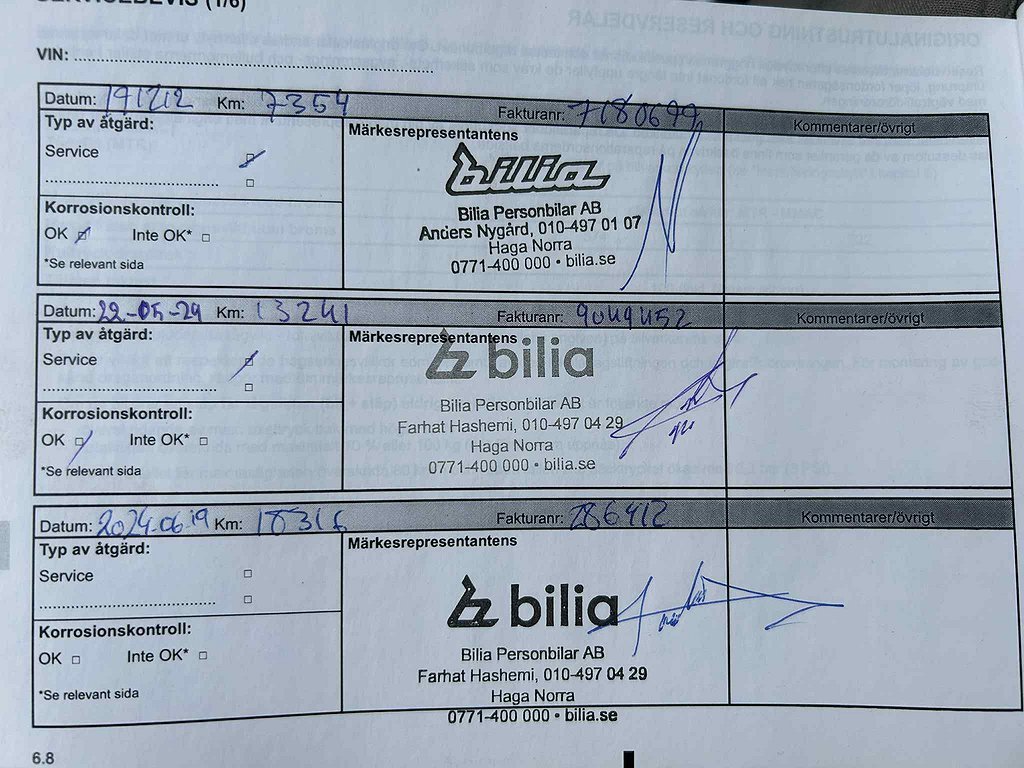 SERVICEBEVIS (1/6)
VIN:
Datum: 191212 Km: 7354 Fakturanr: 7180699 Kommentarer/övrigt
Typ av åtgärd:
Service
Korrosionskontroll:
OK Inte OK*
*Se relevant sida
Märkesrepresentantens
bilia
Bilia Personbilar AB
Anders Nygård, 010-497 01 07
Haga Norra
0771-400 000 • bilia.se
Datum: 22-05-24 Km: 13241 Fakturanr: 9049452 Kommentarer/övrigt
Typ av åtgärd:
Service
Korrosionskontroll:
OK Inte OK*
*Se relevant sida
Märkesrepresentantens
bilia
Bilia Personbilar AB
Farhat Hashemi, 010-497 04 29
Haga Norra
0771-400 000 • bilia.se
Datum: 2024-06-19 Km: 18316 Fakturanr: 286412 Kommentarer/övrigt
Typ av åtgärd:
Service
Korrosionskontroll:
OK Inte OK*
*Se relevant sida
Märkesrepresentantens
bilia
Bilia Personbilar AB
Farhat Hashemi, 010-497 04 29
Haga Norra
0771-400 000 • bilia.se
6.8